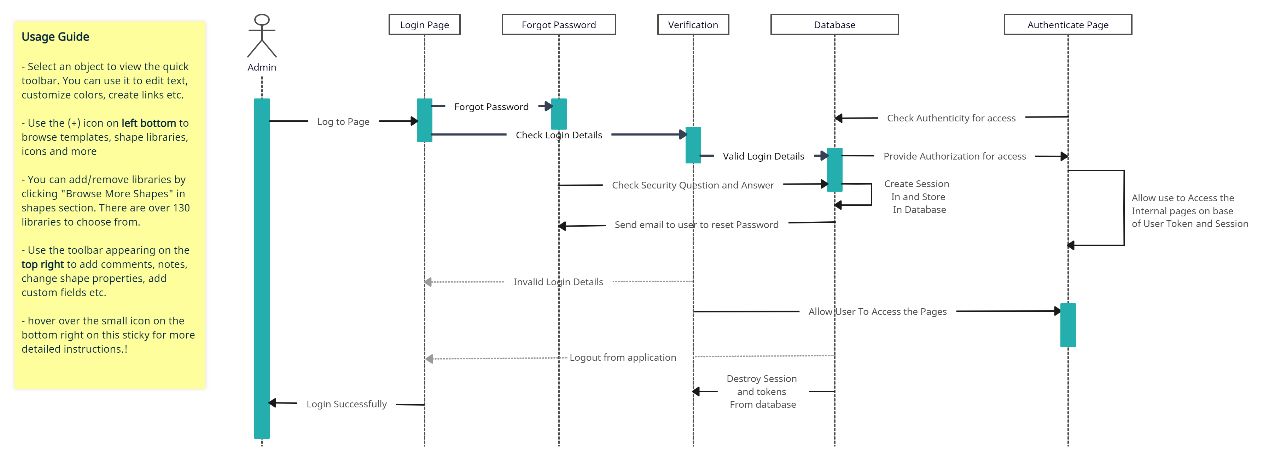 Usage Guide
- Select an object to view the quick
toolbar. You can use it to edit text,
customize colors, create links etc.
- Use the (+) icon on left bottom to
browse templates, shape libraries,
icons and more
- You can add/remove libraries by
clicking "Browse More Shapes" in
shapes section. There are over 130
libraries to choose from.
- Use the toolbar appearing on the
top right to add comments, notes,
change shape properties, add
custom fields etc.
- hover over the small icon on the
bottom right on this sticky for more
detailed instructions.!
Admin
Login Page
Forgot Password
Verification
Database
Authenticate Page
Forgot Password
Log to Page
Check Authenticity for access
Check Login Details
Valid Login Details
Provide Authorization for access
Check Security Question and Answer
Create Session
In and Store
In Database
Allow use to Access the
Internal pages on base
of User Token and Session
Send email to user to reset Password
Invalid Login Details
Allow User To Access the Pages
Logout from application
Destroy Session
and tokens
From database
Login Successfully